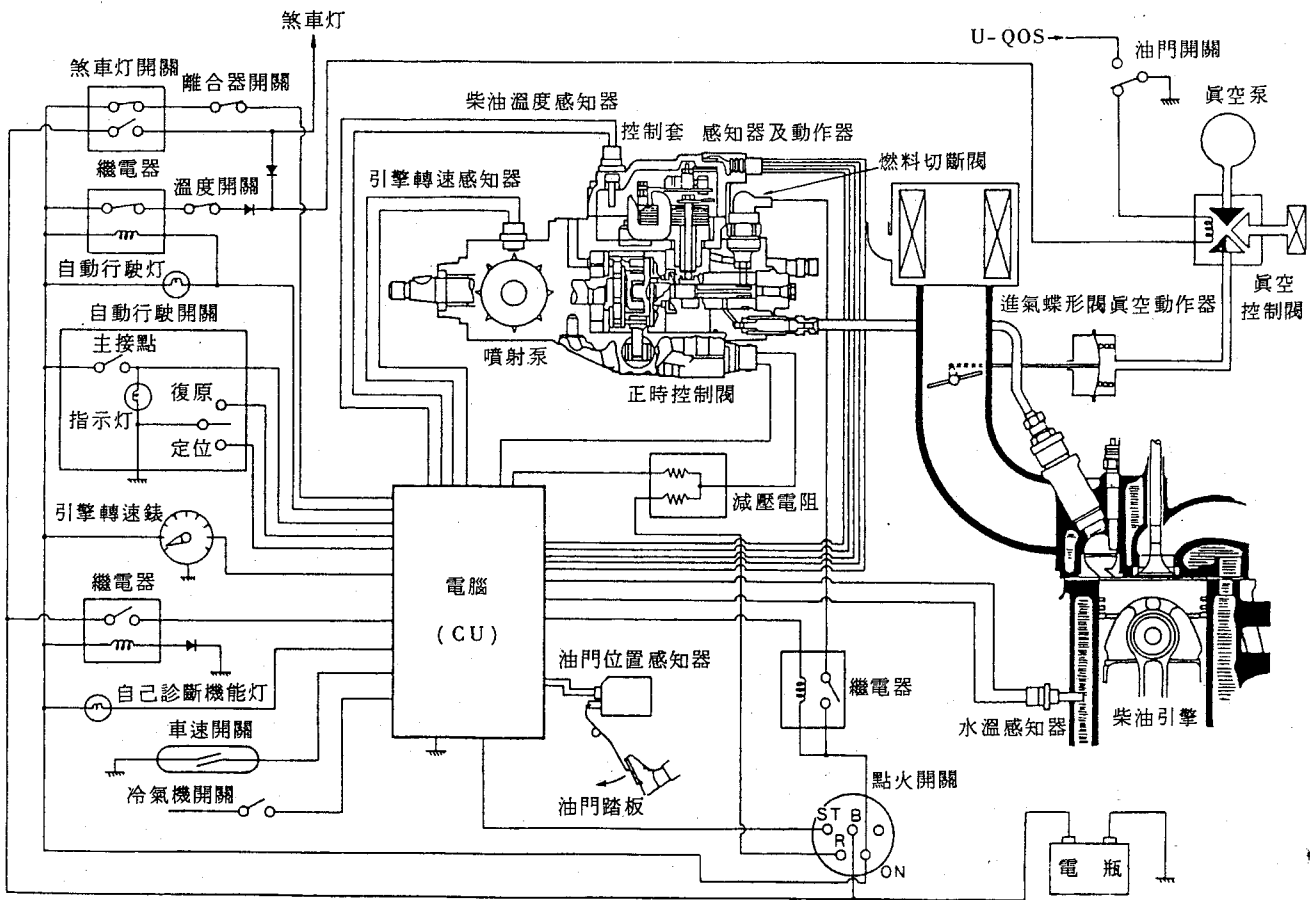 煞車灯
U-QOS
油門開關
煞車灯開關
離合器開關
眞空泵
柴油溫度感知器
控制套 感知器及動作器
燃料切斷閥
繼電器
溫度開關
引擎轉速感知器
自動行駛灯
眞空
控制閥
進氣蝶形閥眞空動作器
自動行駛開關
主接點
噴射泵
復原
正時控制閥
指示灯
定位
減壓電阻
引擎轉速錶
電腦
(CU)
繼電器
油門位置感知器
繼電器
自己診斷機能灯
水溫感知器
柴油引擎
車速開關
點火開關
冷氣機開關
油門踏板
ST B
R
ON
電瓶